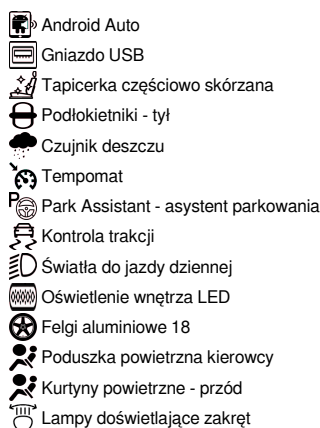 Android Auto
Gniazdo USB
Tapicerka częściowo skórzana
Podłokietniki - tył
Czujnik deszczu
Tempomat
P Park Assistant - asystent parkowania
Kontrola trakcji
Światła do jazdy dziennej
Oświetlenie wnętrza LED
Felgi aluminiowe 18
Poduszka powietrzna kierowcy
Kurtyny powietrzne - przód
Lampy doświetlające zakręt